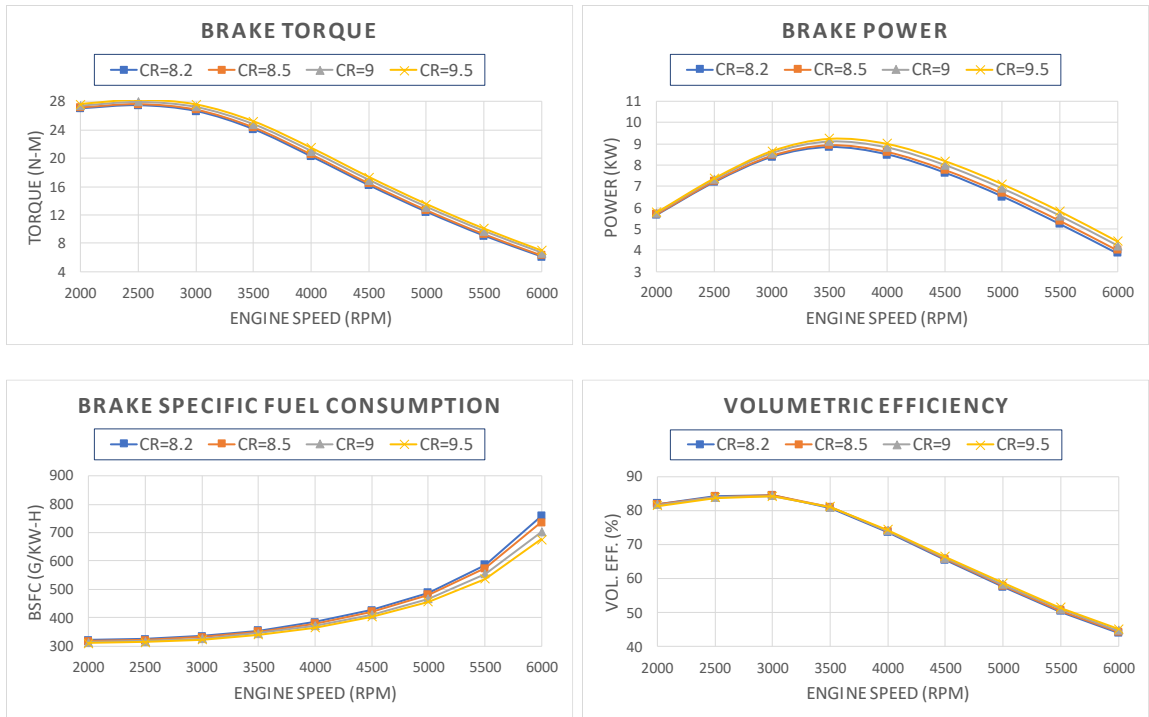 BRAKE TORQUE
CR=8.2 CR=8.5 CR=9 CR=9.5
TORQUE (N-M)
28
24
20
16
12
8
4
2000 2500 3000 3500 4000 4500 5000 5500 6000
ENGINE SPEED (RPM)
BRAKE POWER
CR=8.2 CR=8.5 CR=9 CR=9.5
POWER (KW)
11
10
9
8
7
6
5
4
3
2000 2500 3000 3500 4000 4500 5000 5500 6000
ENGINE SPEED (RPM)
BRAKE SPECIFIC FUEL CONSUMPTION
CR=8.2 CR=8.5 CR=9 CR=9.5
BSFC (G/KW-H)
900
800
700
600
500
400
300
2000 2500 3000 3500 4000 4500 5000 5500 6000
ENGINE SPEED (RPM)
VOLUMETRIC EFFICIENCY
CR=8.2 CR=8.5 CR=9 CR=9.5
VOL. EFF. (%)
90
80
70
60
50
40
2000 2500 3000 3500 4000 4500 5000 5500 6000
ENGINE SPEED (RPM)